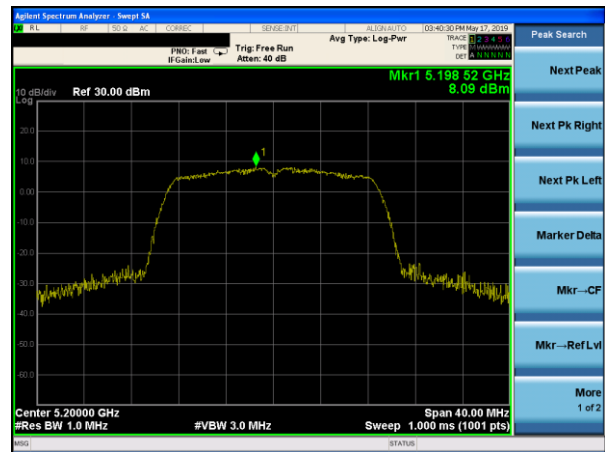 Agilent Spectrum Analyzer - Swept SA
RL RF 50 Ω AC CORREC SENSE:INT ALIGN AUTO 03:40:30 PM May 17, 2019
Avg Type: Log-Pwr TRACE 1 2 3 4 5 6
PNO: Fast Trig: Free Run TYPE M
IFGain:Low Atten: 40 dB DET A N N N N N
Mkr1 5.198 52 GHz
10 dB/div Ref 30.00 dBm 8.09 dBm
Log
20.0
10.0
0.00
-10.0
-20.0
-30.0
-40.0
-50.0
-60.0
1
Center 5.20000 GHz Span 40.00 MHz
#Res BW 1.0 MHz #VBW 3.0 MHz Sweep 1.000 ms (1001 pts)
MSG STATUS
Peak Search
Next Peak
Next Pk Right
Next Pk Left
Marker Delta
Mkr→CF
Mkr→Ref Lvl
More
1 of 2